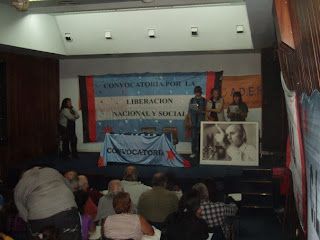 CONVOCATORIA POR LA
LIBERACION
NACIONAL Y SOCIAL
CONVOCATORIA